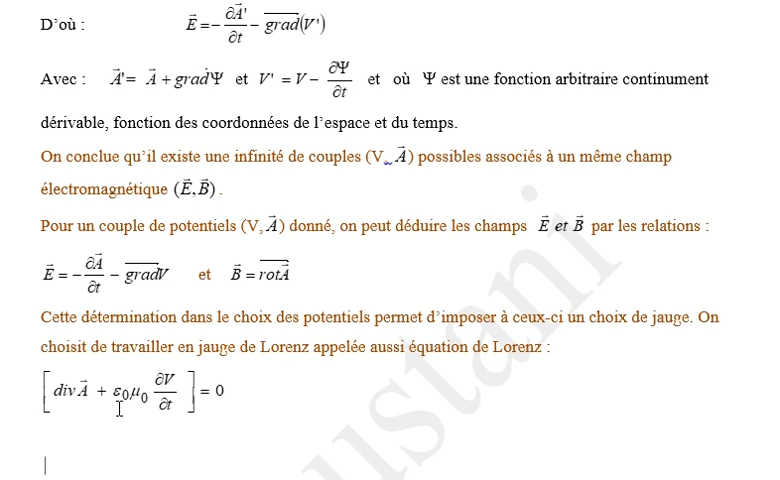 D'où : E⃗ = − ∂A⃗'/∂t − grad(V')
Avec : A⃗' = A⃗ + gradΨ et V' = V − ∂Ψ/∂t et où Ψ est une fonction arbitraire continument
dérivable, fonction des coordonnées de l'espace et du temps.
On conclue qu'il existe une infinité de couples (V, A⃗) possibles associés à un même champ
électromagnétique (E⃗,B⃗).
Pour un couple de potentiels (V, A⃗) donné, on peut déduire les champs E⃗ et B⃗ par les relations :
E⃗ = − ∂A⃗/∂t − gradV et B⃗ = rotA⃗
Cette détermination dans le choix des potentiels permet d'imposer à ceux-ci un choix de jauge. On
choisit de travailler en jauge de Lorenz appelée aussi équation de Lorenz :
[ div A⃗ + ε₀μ₀ ∂V/∂t ] = 0
ustani